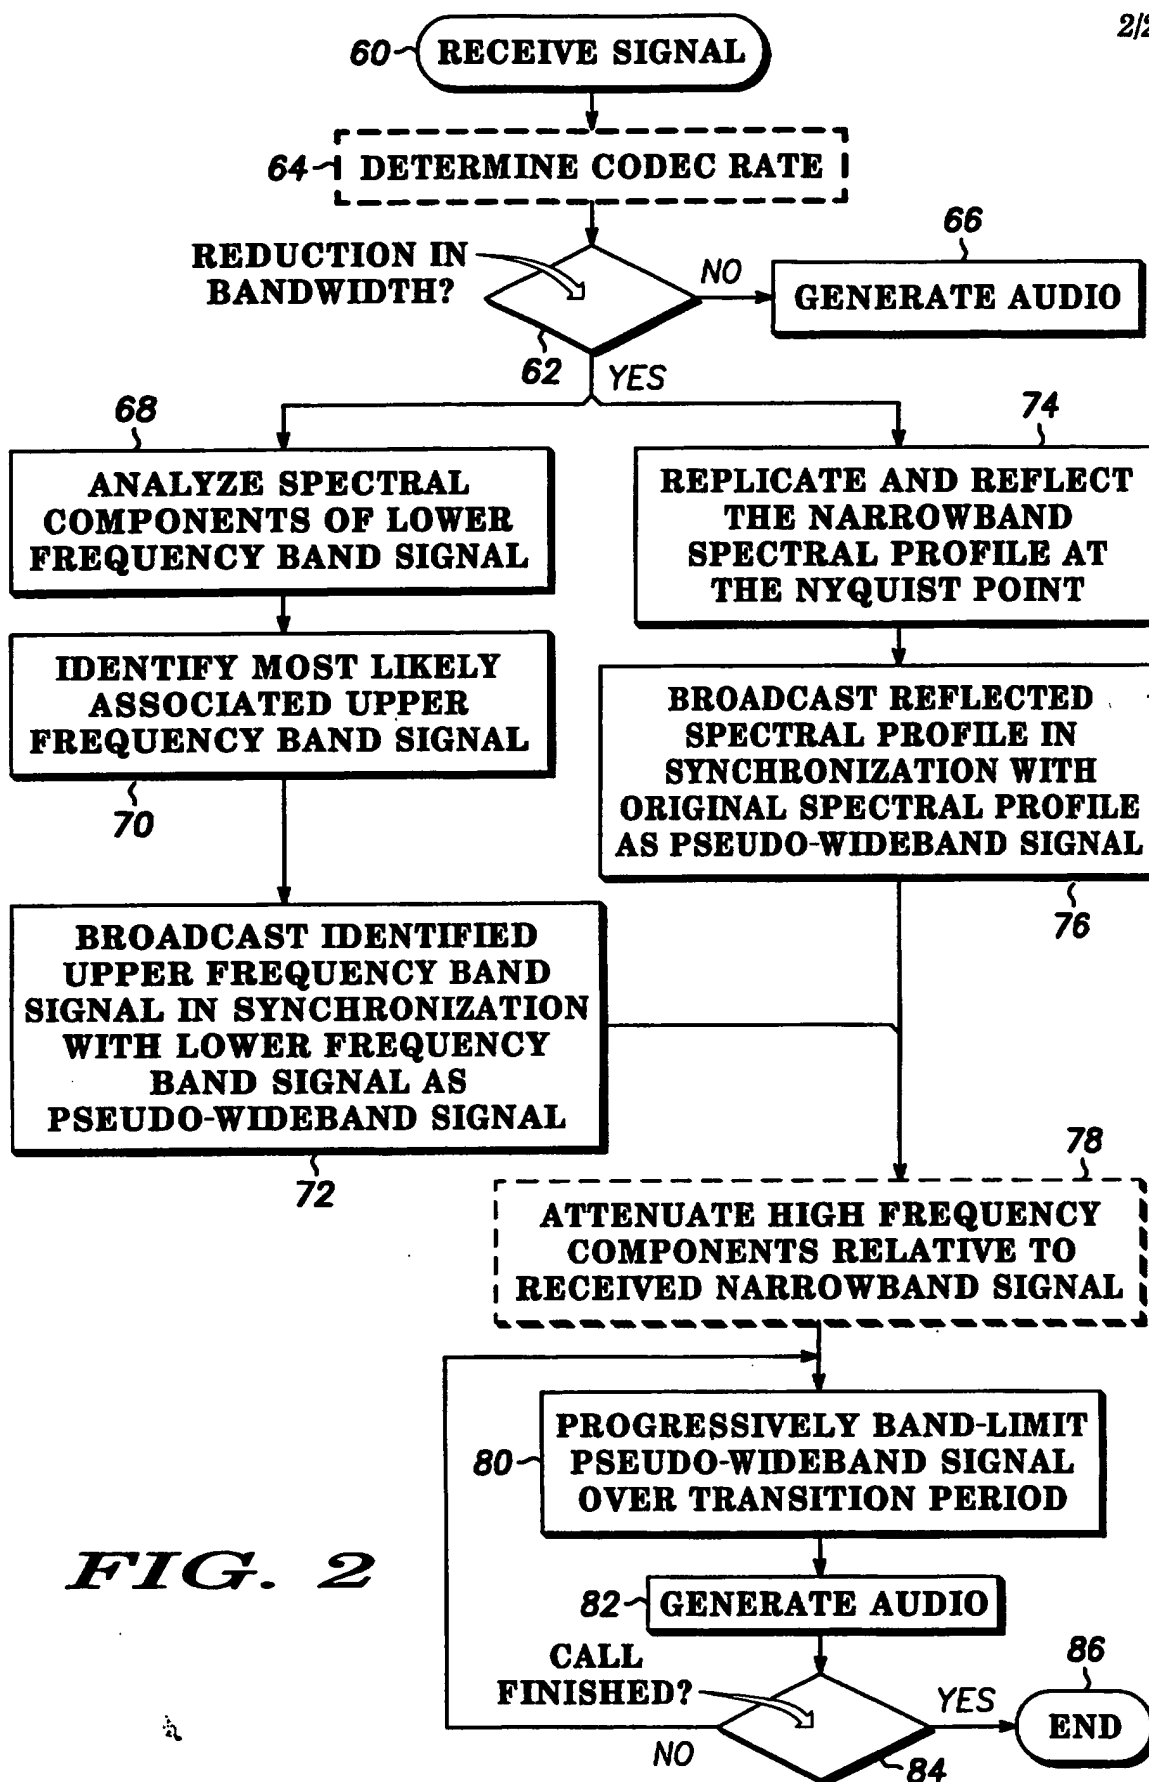 2/2
60
RECEIVE SIGNAL
64
DETERMINE CODEC RATE
REDUCTION IN
BANDWIDTH?
62
NO
YES
66
GENERATE AUDIO
68
ANALYZE SPECTRAL
COMPONENTS OF LOWER
FREQUENCY BAND SIGNAL
IDENTIFY MOST LIKELY
ASSOCIATED UPPER
FREQUENCY BAND SIGNAL
70
BROADCAST IDENTIFIED
UPPER FREQUENCY BAND
SIGNAL IN SYNCHRONIZATION
WITH LOWER FREQUENCY
BAND SIGNAL AS
PSEUDO-WIDEBAND SIGNAL
72
74
REPLICATE AND REFLECT
THE NARROWBAND
SPECTRAL PROFILE AT
THE NYQUIST POINT
BROADCAST REFLECTED
SPECTRAL PROFILE IN
SYNCHRONIZATION WITH
ORIGINAL SPECTRAL PROFILE
AS PSEUDO-WIDEBAND SIGNAL
76
78
ATTENUATE HIGH FREQUENCY
COMPONENTS RELATIVE TO
RECEIVED NARROWBAND SIGNAL
80
PROGRESSIVELY BAND-LIMIT
PSEUDO-WIDEBAND SIGNAL
OVER TRANSITION PERIOD
82
GENERATE AUDIO
CALL
FINISHED?
NO
YES
84
86
END
FIG. 2